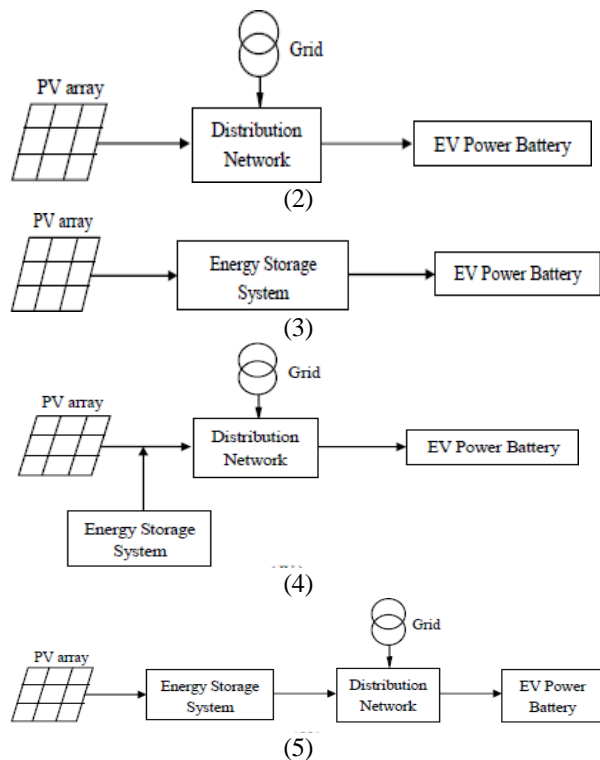 Grid
PV array
Distribution
Network
EV Power Battery
(2)
PV array
Energy Storage
System
EV Power Battery
(3)
Grid
PV array
Distribution
Network
EV Power Battery
Energy Storage
System
(4)
Grid
PV array
Energy Storage
System
Distribution
Network
EV Power
Battery
(5)